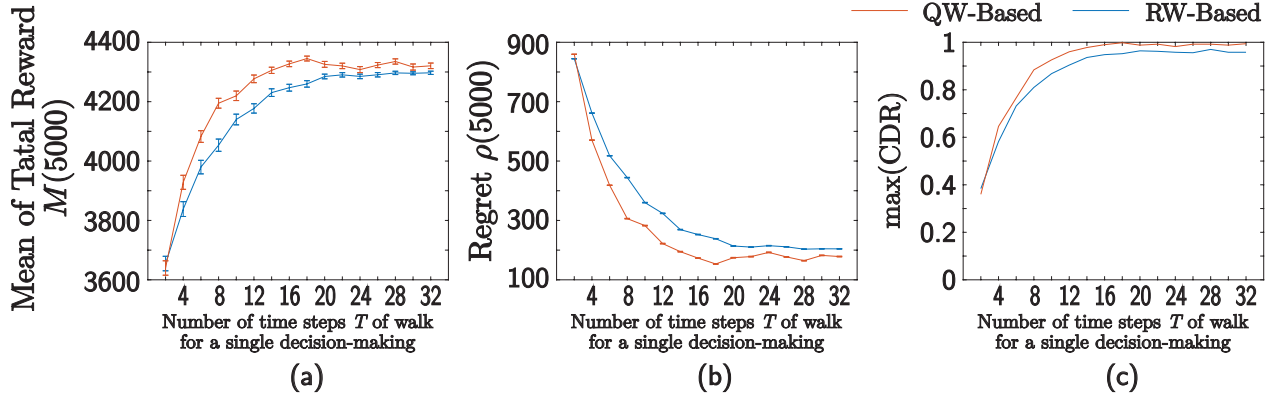 QW-Based RW-Based
Mean of Tatal Reward
M(5000)
4400
4200
4000
3800
3600
4 8 12 16 20 24 28 32
Number of time steps T of walk
for a single decision-making
(a)
Regret ρ(5000)
900
700
500
300
100
4 8 12 16 20 24 28 32
Number of time steps T of walk
for a single decision-making
(b)
max(CDR)
1
0.8
0.6
0.4
0.2
0
4 8 12 16 20 24 28 32
Number of time steps T of walk
for a single decision-making
(c)